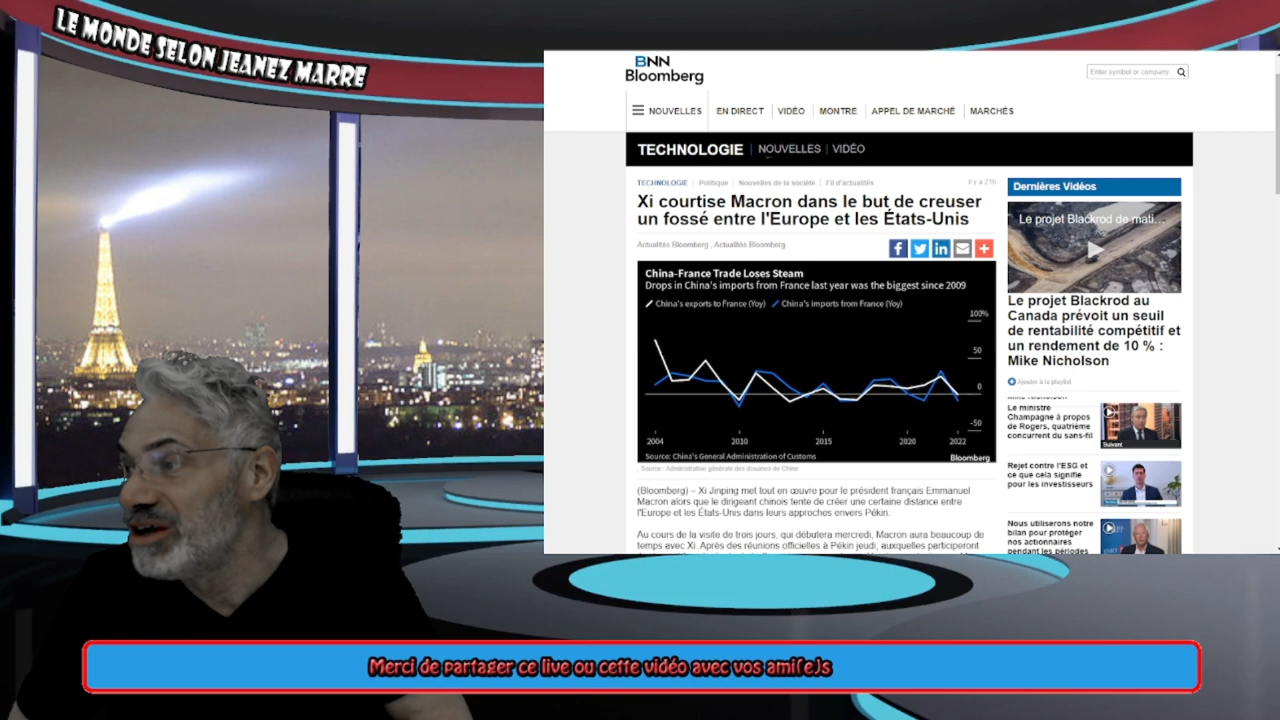 LE MONDE SELON JEANEZ MARRE
BNN
Bloomberg
Enter symbol or company
NOUVELLES
EN DIRECT
VIDÉO
MONTRE
APPEL DE MARCHÉ
MARCHÉS
TECHNOLOGIE | NOUVELLES | VIDÉO
TECHNOLOGIE | Politique | Nouvelles de la société | Fil d'actualités
il y a 21h
Xi courtise Macron dans le but de creuser
un fossé entre l'Europe et les États-Unis
Actualités Bloomberg , Actualités Bloomberg
China-France Trade Loses Steam
Drops in China's imports from France last year was the biggest since 2009
China's exports to France (Yoy)
China's imports from France (Yoy)
100%
50
0
-50
2004
2010
2015
2020
2022
Source: China's General Administration of Customs
Bloomberg
, Source : Administration générale des douanes de Chine
(Bloomberg) – Xi Jinping met tout en œuvre pour le président français Emmanuel
Macron alors que le dirigeant chinois tente de créer une certaine distance entre
l'Europe et les États-Unis dans leurs approches envers Pékin.
Au cours de la visite de trois jours, qui débutera mercredi, Macron aura beaucoup de
temps avec Xi. Après des réunions officielles à Pékin jeudi, auxquelles participeront
Dernières Vidéos
Le projet Blackrod de mati...
Le projet Blackrod au
Canada prévoit un seuil
de rentabilité compétitif et
un rendement de 10 % :
Mike Nicholson
Ajouter à la playlist
Mike Nicholson
Le ministre
Champagne à propos
de Rogers, quatrième
concurrent du sans-fil
Suivant
Rejet contre l'ESG et
ce que cela signifie
pour les investisseurs
Nous utiliserons notre
bilan pour protéger
nos actionnaires
pendant les périodes
Merci de partager ce live ou cette vidéo avec vos ami(e)s